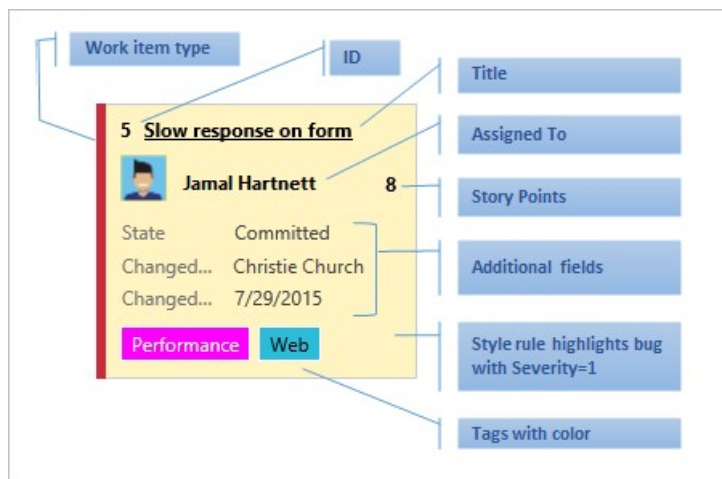 Work item type
ID
Title
5 Slow response on form
Assigned To
Jamal Hartnett 8
Story Points
State Committed
Changed... Christie Church
Changed... 7/29/2015
Additional fields
Performance Web
Style rule highlights bug
with Severity=1
Tags with color